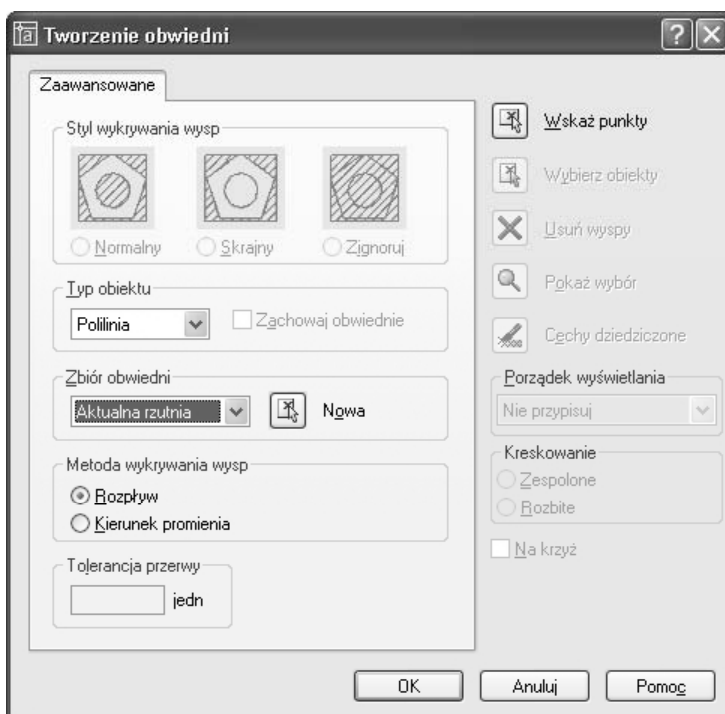 Tworzenie obwiedni
Zaawansowane
Styl wykrywania wysp
Normalny
Skrajny
Zignoruj
Typ obiektu
Polilinia
Zachowaj obwiednie
Zbiór obwiedni
Aktualna rzutnia
Nowa
Metoda wykrywania wysp
Rozpływ
Kierunek promienia
Tolerancja przerwy
jedn
Wskaż punkty
Wybierz obiekty
Usuń wyspy
Pokaż wybór
Cechy dziedziczone
Porządek wyświetlania
Nie przypisuj
Kreskowanie
Zespolone
Rozbite
Na krzyż
OK
Anuluj
Pomoc